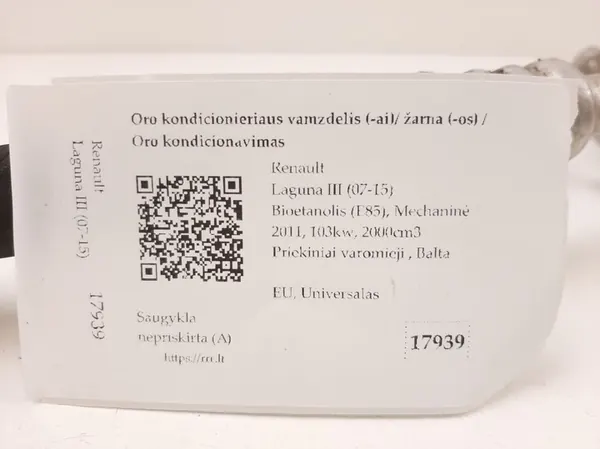 Oro kondicionieriaus vamzdelis (-ai)/ žarna (-os) /
Oro kondicionavimas
Renault
Laguna III (07-15)
Bioetanolis (E85), Mechaninė
2011, 103kw, 2000cm3
Priekiniai varomieji , Balta
EU, Universalas
Saugykla
nepriskirta (A)
https://rrr.lt
17939
Renault
Laguna III (07-15)
17939